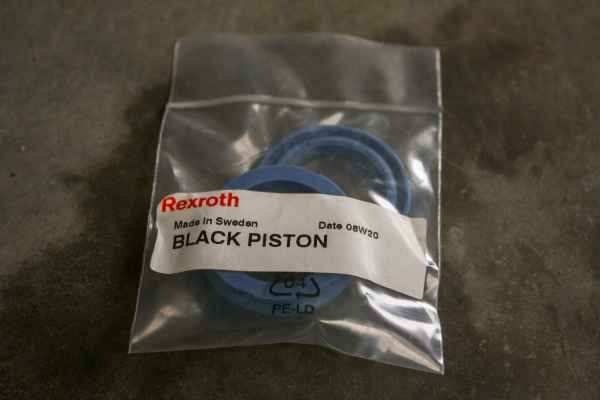 Rexroth
Made in Sweden Date 08W20
BLACK PISTON
04
PE-LD